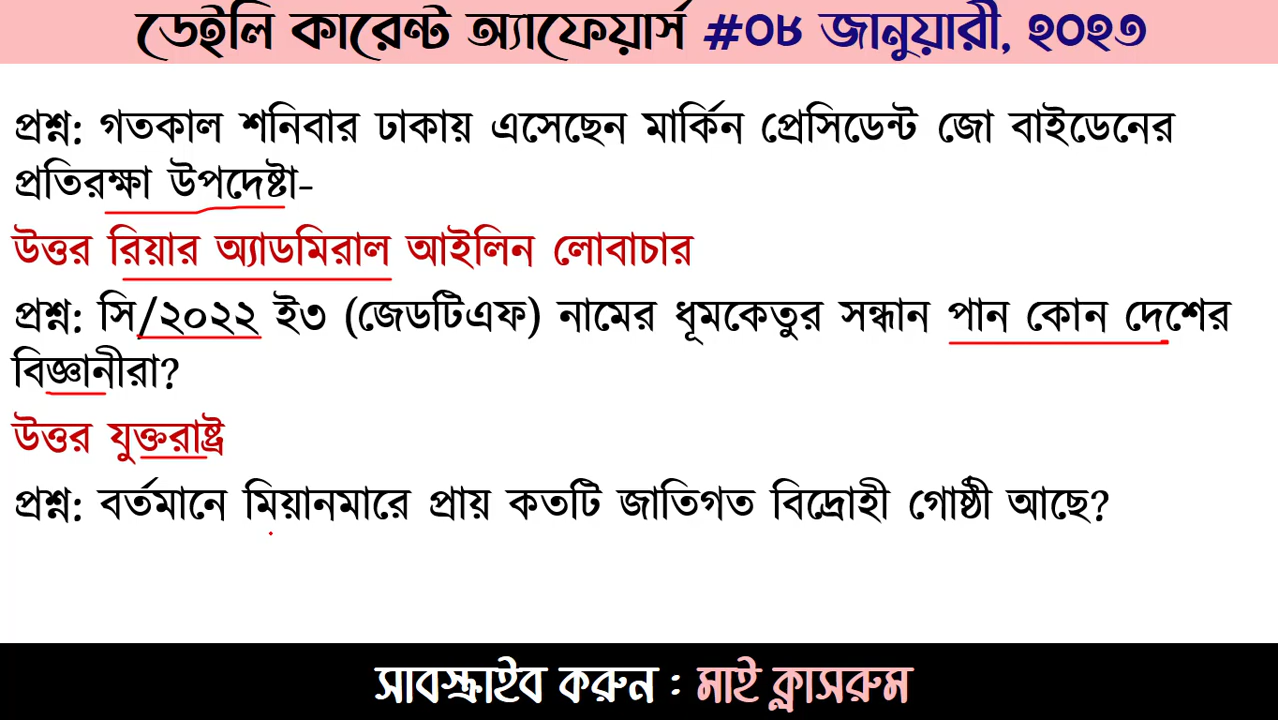 ডেইলি কারেন্ট অ্যাফেয়ার্স #০৮ জানুয়ারী, ২০২৩
প্রশ্ন: গতকাল শনিবার ঢাকায় এসেছেন মার্কিন প্রেসিডেন্ট জো বাইডেনের
প্রতিরক্ষা উপদেষ্টা-
উত্তর রিয়ার অ্যাডমিরাল আইলিন লোবাচার
প্রশ্ন: সি/২০২২ ই৩ (জেডটিএফ) নামের ধূমকেতুর সন্ধান পান কোন দেশের
বিজ্ঞানীরা?
উত্তর যুক্তরাষ্ট্র
প্রশ্ন: বর্তমানে মিয়ানমারে প্রায় কতটি জাতিগত বিদ্রোহী গোষ্ঠী আছে?
সাবস্ক্রাইব করুন : মাই ক্লাসরুম